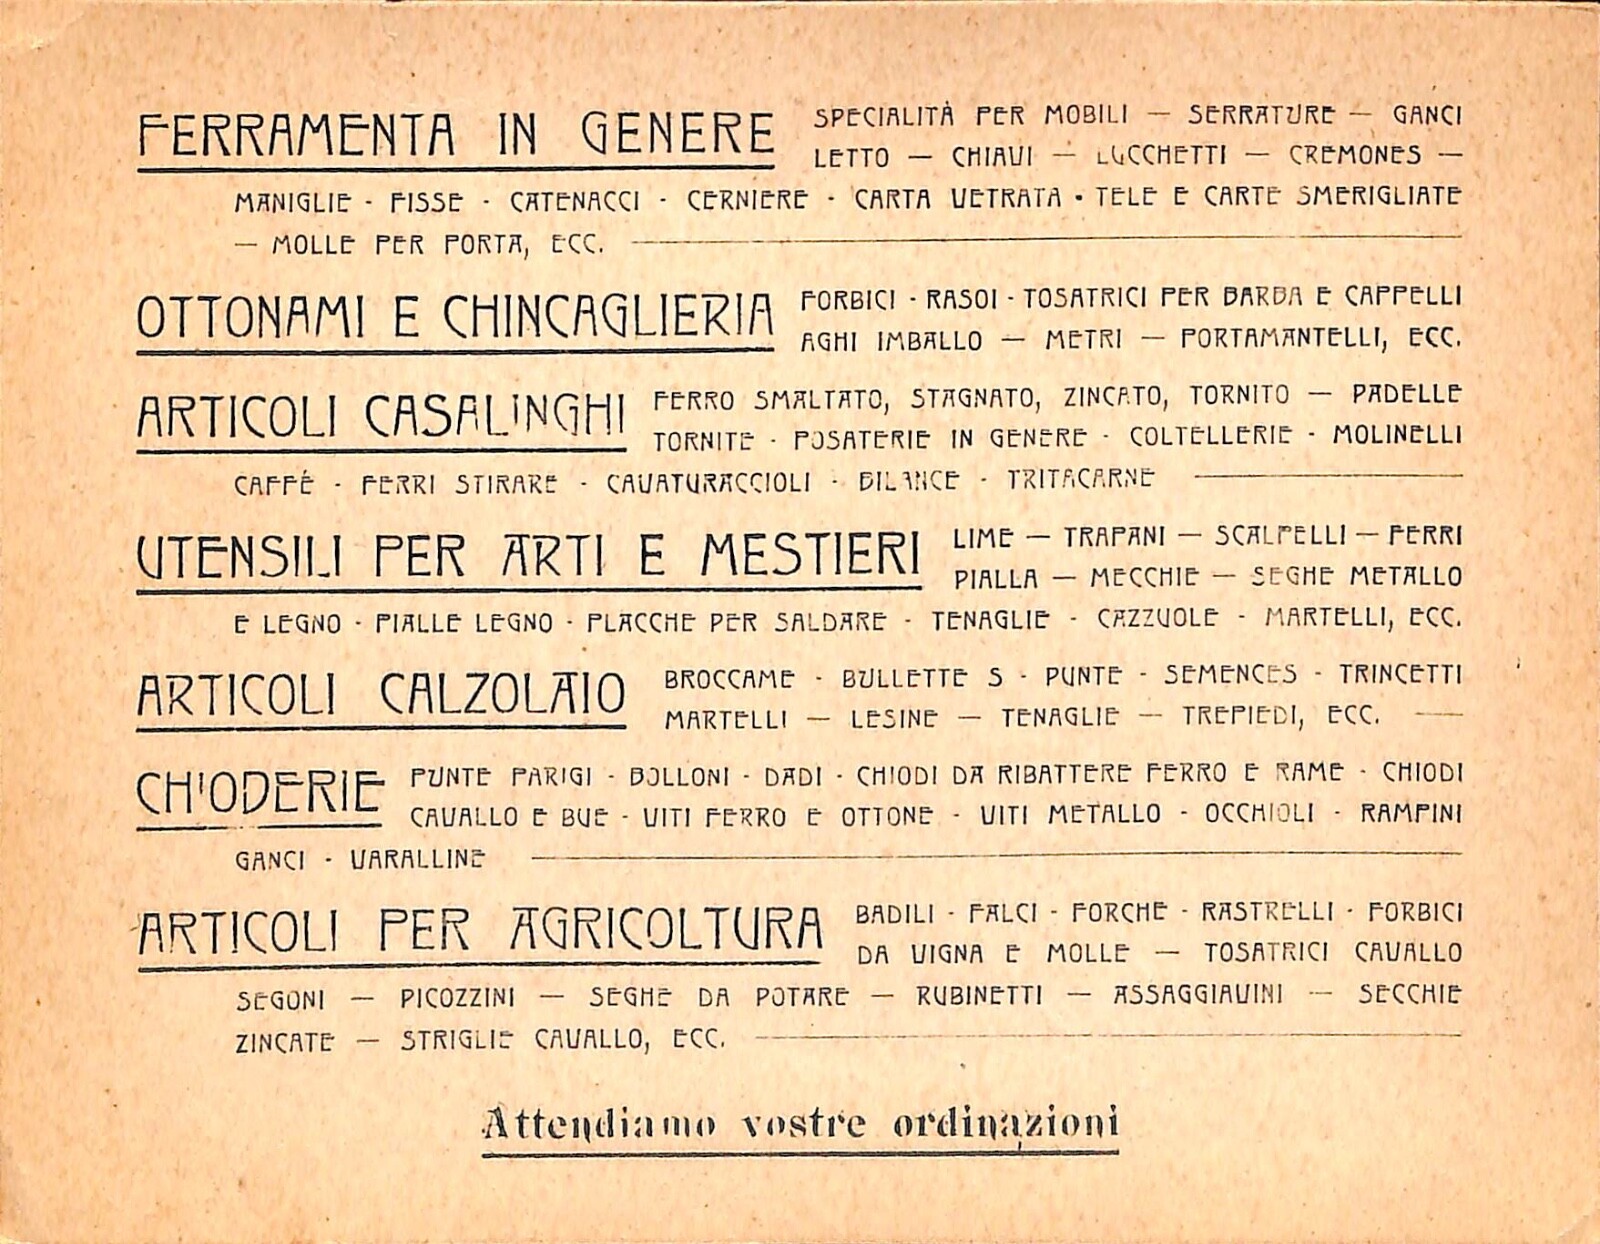 FERRAMENTA IN GENERE SPECIALITÀ PER MOBILI — SERRATURE — GANCI
LETTO — CHIAVI — LUCCHETTI — CREMONES —
MANIGLIE - FISSE - CATENACCI - CERNIERE - CARTA VETRATA - TELE E CARTE SMERIGLIATE
— MOLLE PER PORTA, ECC.
OTTONAMI E CHINCAGLIERIA FORBICI - RASOI - TOSATRICI PER BARBA E CAPPELLI
AGHI IMBALLO — METRI — PORTAMANTELLI, ECC.
ARTICOLI CASALINGHI FERRO SMALTATO, STAGNATO, ZINCATO, TORNITO — PADELLE
TORNITE - POSATERIE IN GENERE - COLTELLERIE - MOLINELLI
CAFFÈ - FERRI STIRARE - CAVATURACCIOLI - BILANCE - TRITACARNE
UTENSILI PER ARTI E MESTIERI LIME — TRAPANI — SCALPELLI — FERRI
PIALLA — MECCHIE — SEGHE METALLO
E LEGNO - PIALLE LEGNO - PLACCHE PER SALDARE - TENAGLIE - CAZZUOLE - MARTELLI, ECC.
ARTICOLI CALZOLAIO BROCCAME - BULLETTE S - PUNTE - SEMENCES - TRINCETTI
MARTELLI — LESINE — TENAGLIE — TREPIEDI, ECC.
CHIODERIE PUNTE PARIGI - BOLLONI - DADI - CHIODI DA RIBATTERE FERRO E RAME - CHIODI
CAVALLO E BUE - VITI FERRO E OTTONE - VITI METALLO - OCCHIOLI - RAMPINI
GANCI - VARALLINE
ARTICOLI PER AGRICOLTURA BADILI - FALCI - FORCHE - RASTRELLI - FORBICI
DA VIGNA E MOLLE — TOSATRICI CAVALLO
SEGONI — PICOZZINI — SEGHE DA POTARE — RUBINETTI — ASSAGGIAVINI — SECCHIE
ZINCATE — STRIGLIE CAVALLO, ECC.
Attendiamo vostre ordinazioni